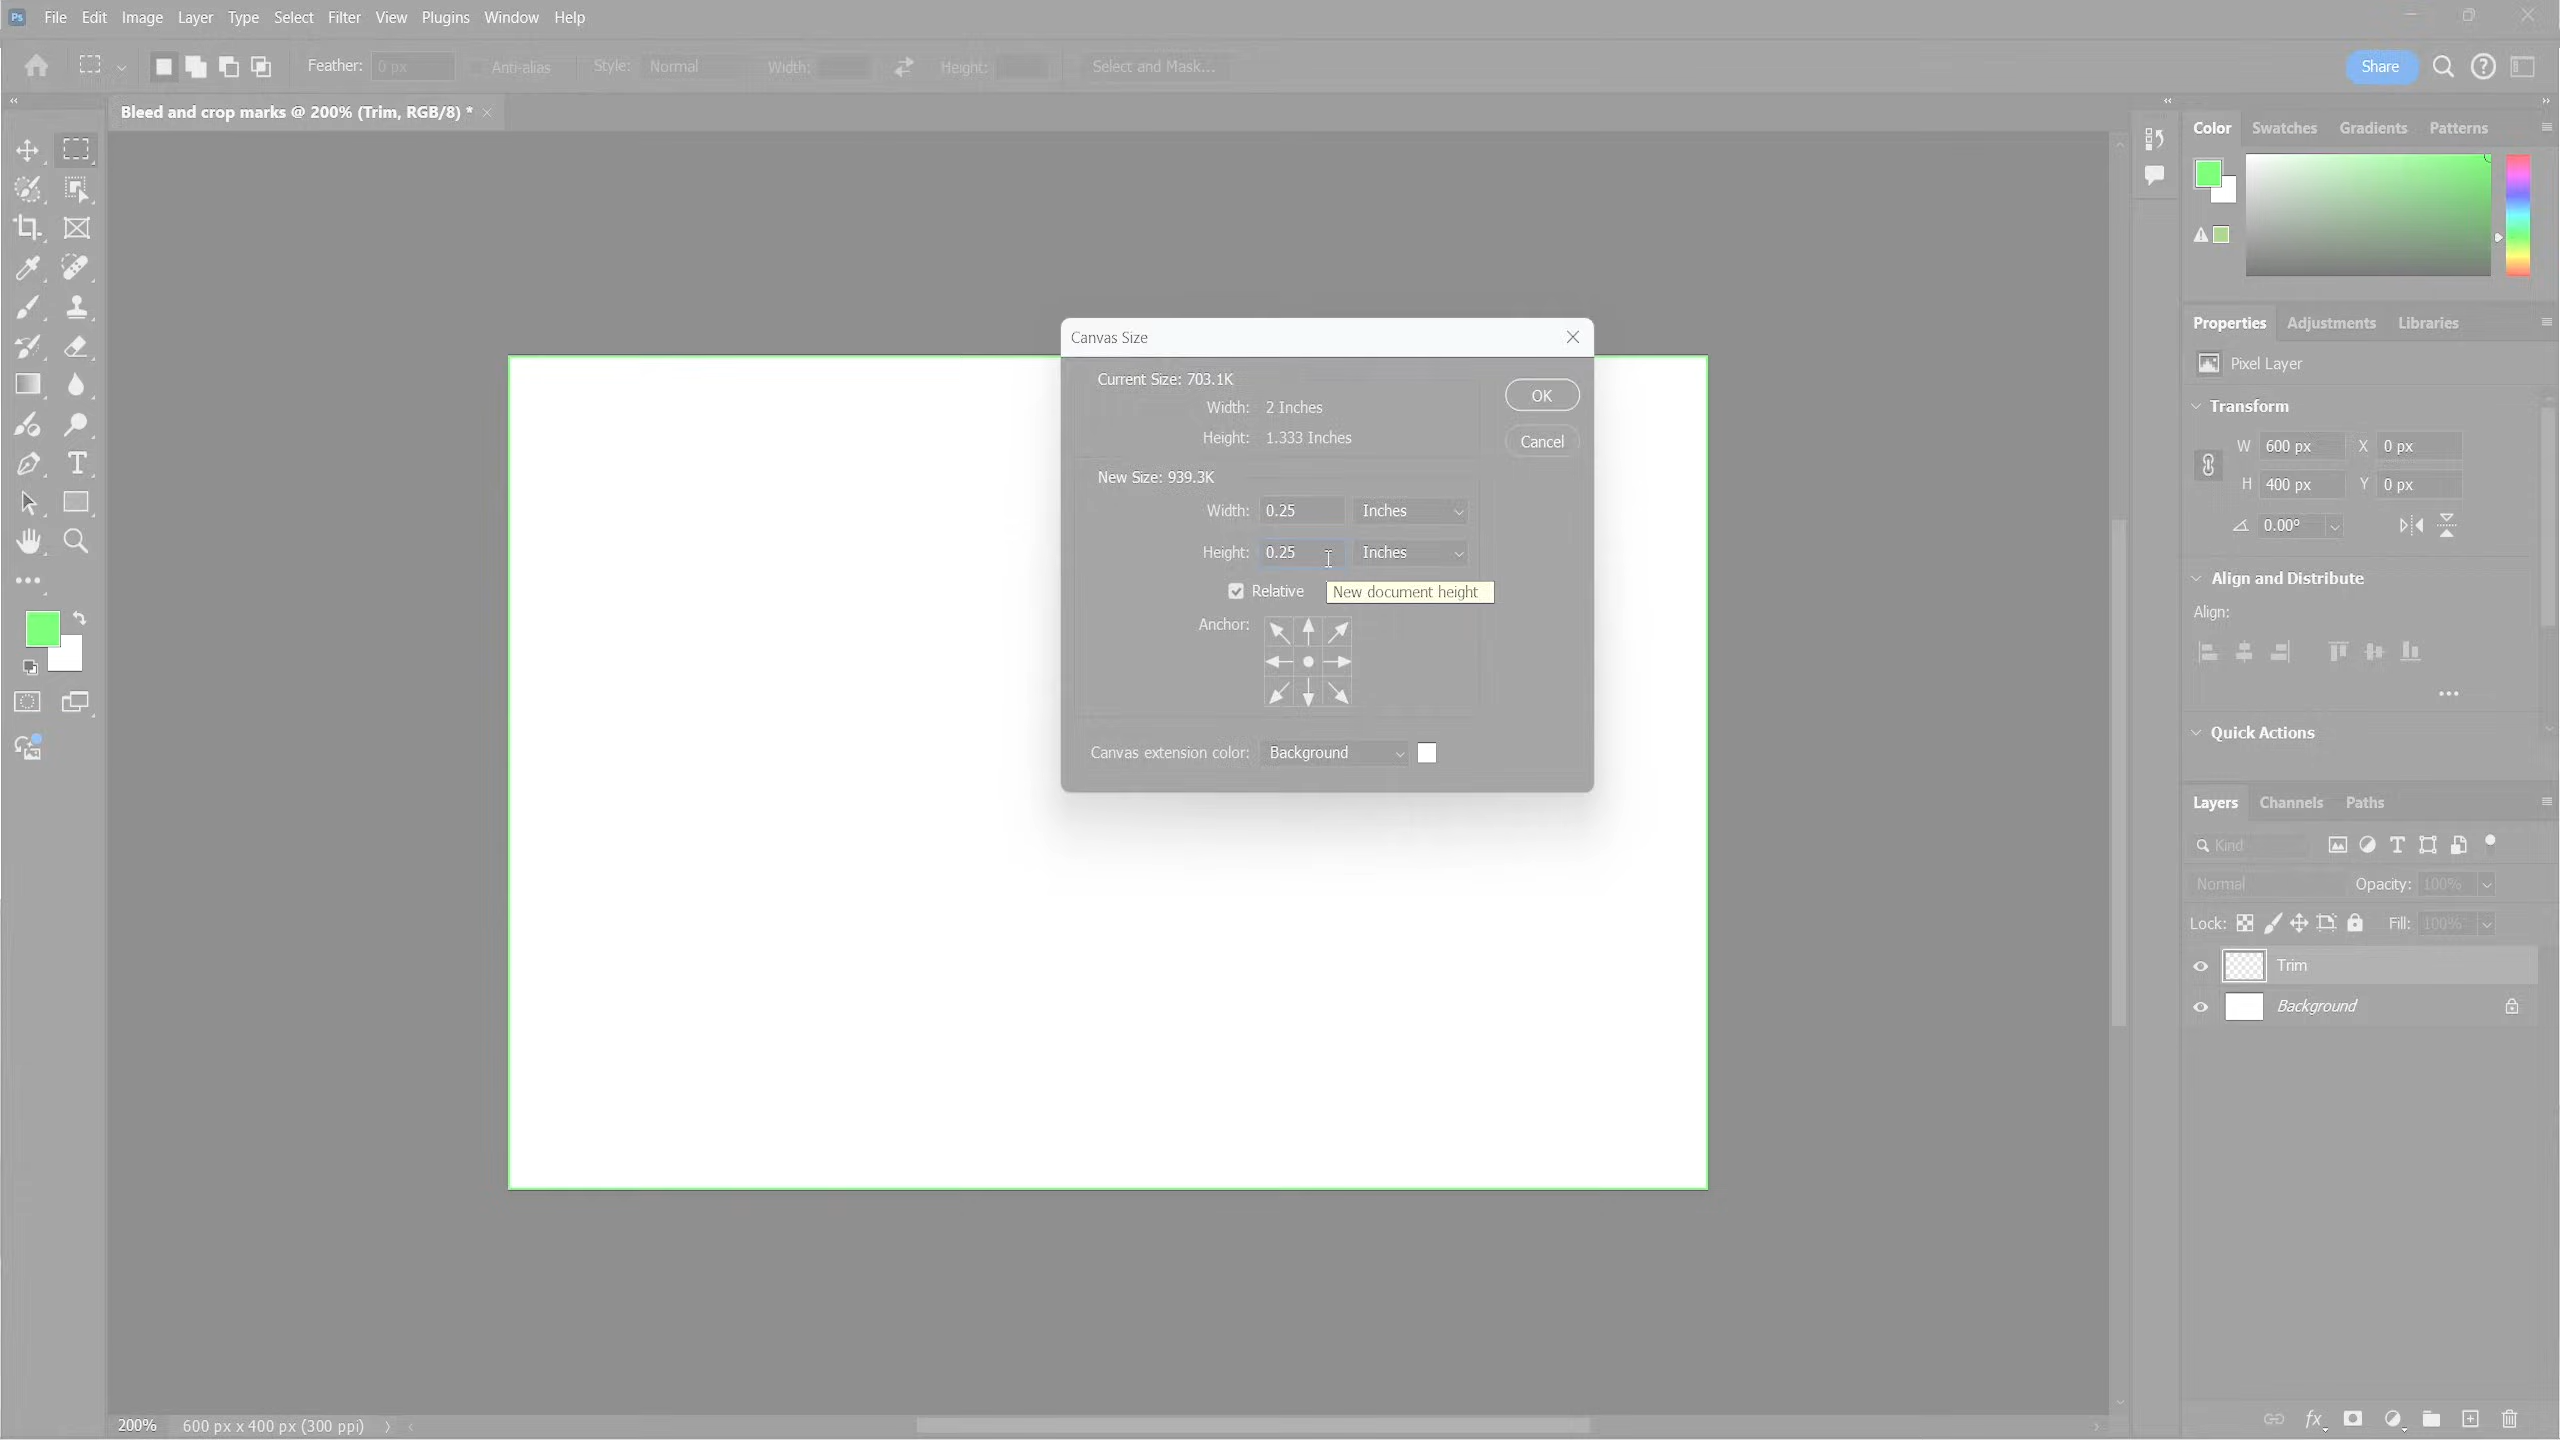 Ps File Edit Image Layer Type Select Filter View Plugins Window Help
Feather: 0 px Anti-alias Style: Normal Width: Height: Select and Mask... Share
Bleed and crop marks @ 200% (Trim, RGB/8) *
Color Swatches Gradients Patterns
Properties Adjustments Libraries
Pixel Layer
Transform
W 600 px X 0 px
H 400 px Y 0 px
0.00°
Align and Distribute
Align:
Quick Actions
Canvas Size
Current Size: 703.1K
OK
Width: 2 Inches
Height: 1.333 Inches
Cancel
New Size: 939.3K
Width: 0.25 Inches
Height: 0.25 Inches
Relative
New document height
Anchor:
Canvas extension color: Background
Layers Channels Paths
Kind
Normal Opacity: 100%
Lock: Fill: 100%
Trim
Background
200% 600 px x 400 px (300 ppi)
fx